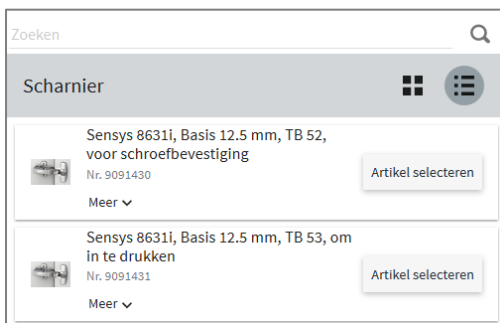 Zoeken
Scharnier
Sensys 8631i, Basis 12.5 mm, TB 52,
voor schroefbevestiging
Nr. 9091430
Artikel selecteren
Meer
Sensys 8631i, Basis 12.5 mm, TB 53, om
in te drukken
Nr. 9091431
Artikel selecteren
Meer